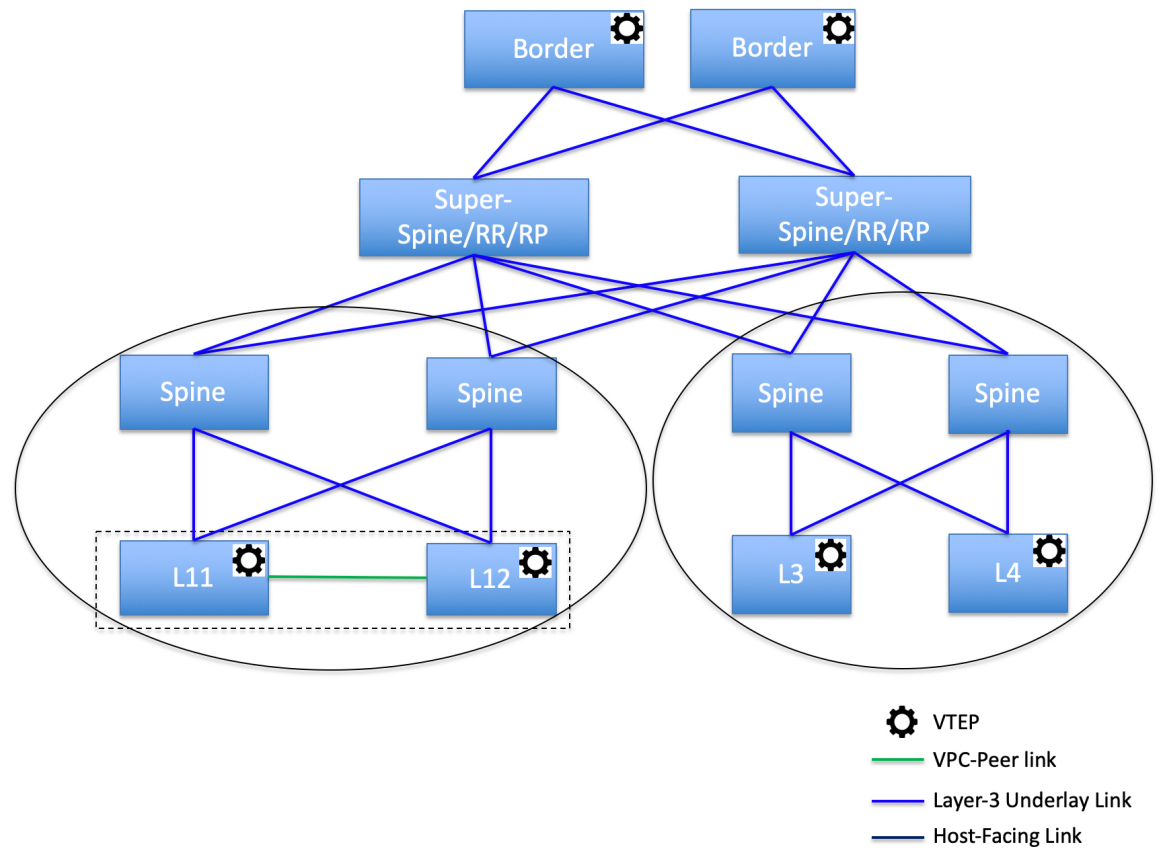 Border
Border
Super-
Spine/RR/RP
Super-
Spine/RR/RP
Spine
Spine
Spine
Spine
L11
L12
L3
L4
VTEP
VPC-Peer link
Layer-3 Underlay Link
Host-Facing Link